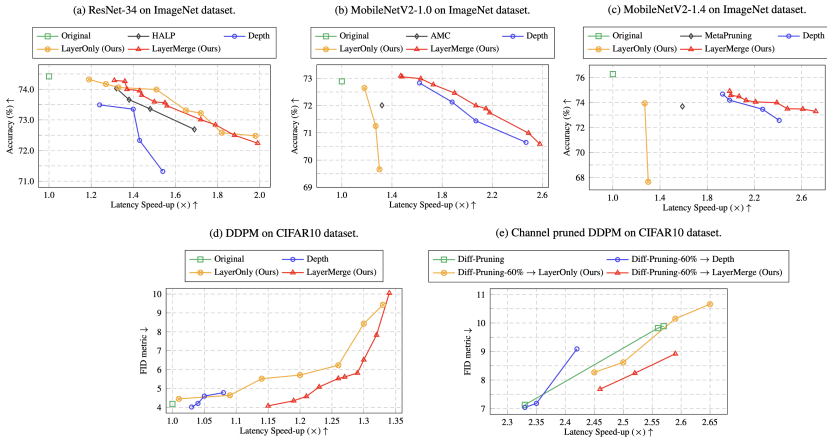 (a) ResNet-34 on ImageNet dataset.
Original HALP Depth
LayerOnly (Ours) LayerMerge (Ours)
Accuracy (%) ↑
74.0
73.0
72.0
71.0
1.0 1.2 1.4 1.6 1.8 2.0
Latency Speed-up (×) ↑
(b) MobileNetV2-1.0 on ImageNet dataset.
Original AMC Depth
LayerOnly (Ours) LayerMerge (Ours)
Accuracy (%) ↑
73
72
71
70
69
1.0 1.4 1.8 2.2 2.6
Latency Speed-up (×) ↑
(c) MobileNetV2-1.4 on ImageNet dataset.
Original MetaPruning Depth
LayerOnly (Ours) LayerMerge (Ours)
Accuracy (%) ↑
76
74
72
70
68
1.0 1.4 1.8 2.2 2.6
Latency Speed-up (×) ↑
(d) DDPM on CIFAR10 dataset.
Original Depth
LayerOnly (Ours) LayerMerge (Ours)
FID metric ↓
10
9
8
7
6
5
4
1.0 1.05 1.1 1.15 1.2 1.25 1.3 1.35
Latency Speed-up (×) ↑
(e) Channel pruned DDPM on CIFAR10 dataset.
Diff-Pruning Diff-Pruning-60% → Depth
Diff-Pruning-60% → LayerOnly (Ours) Diff-Pruning-60% → LayerMerge (Ours)
FID metric ↓
11
10
9
8
7
2.3 2.35 2.4 2.45 2.5 2.55 2.6 2.65
Latency Speed-up (×) ↑